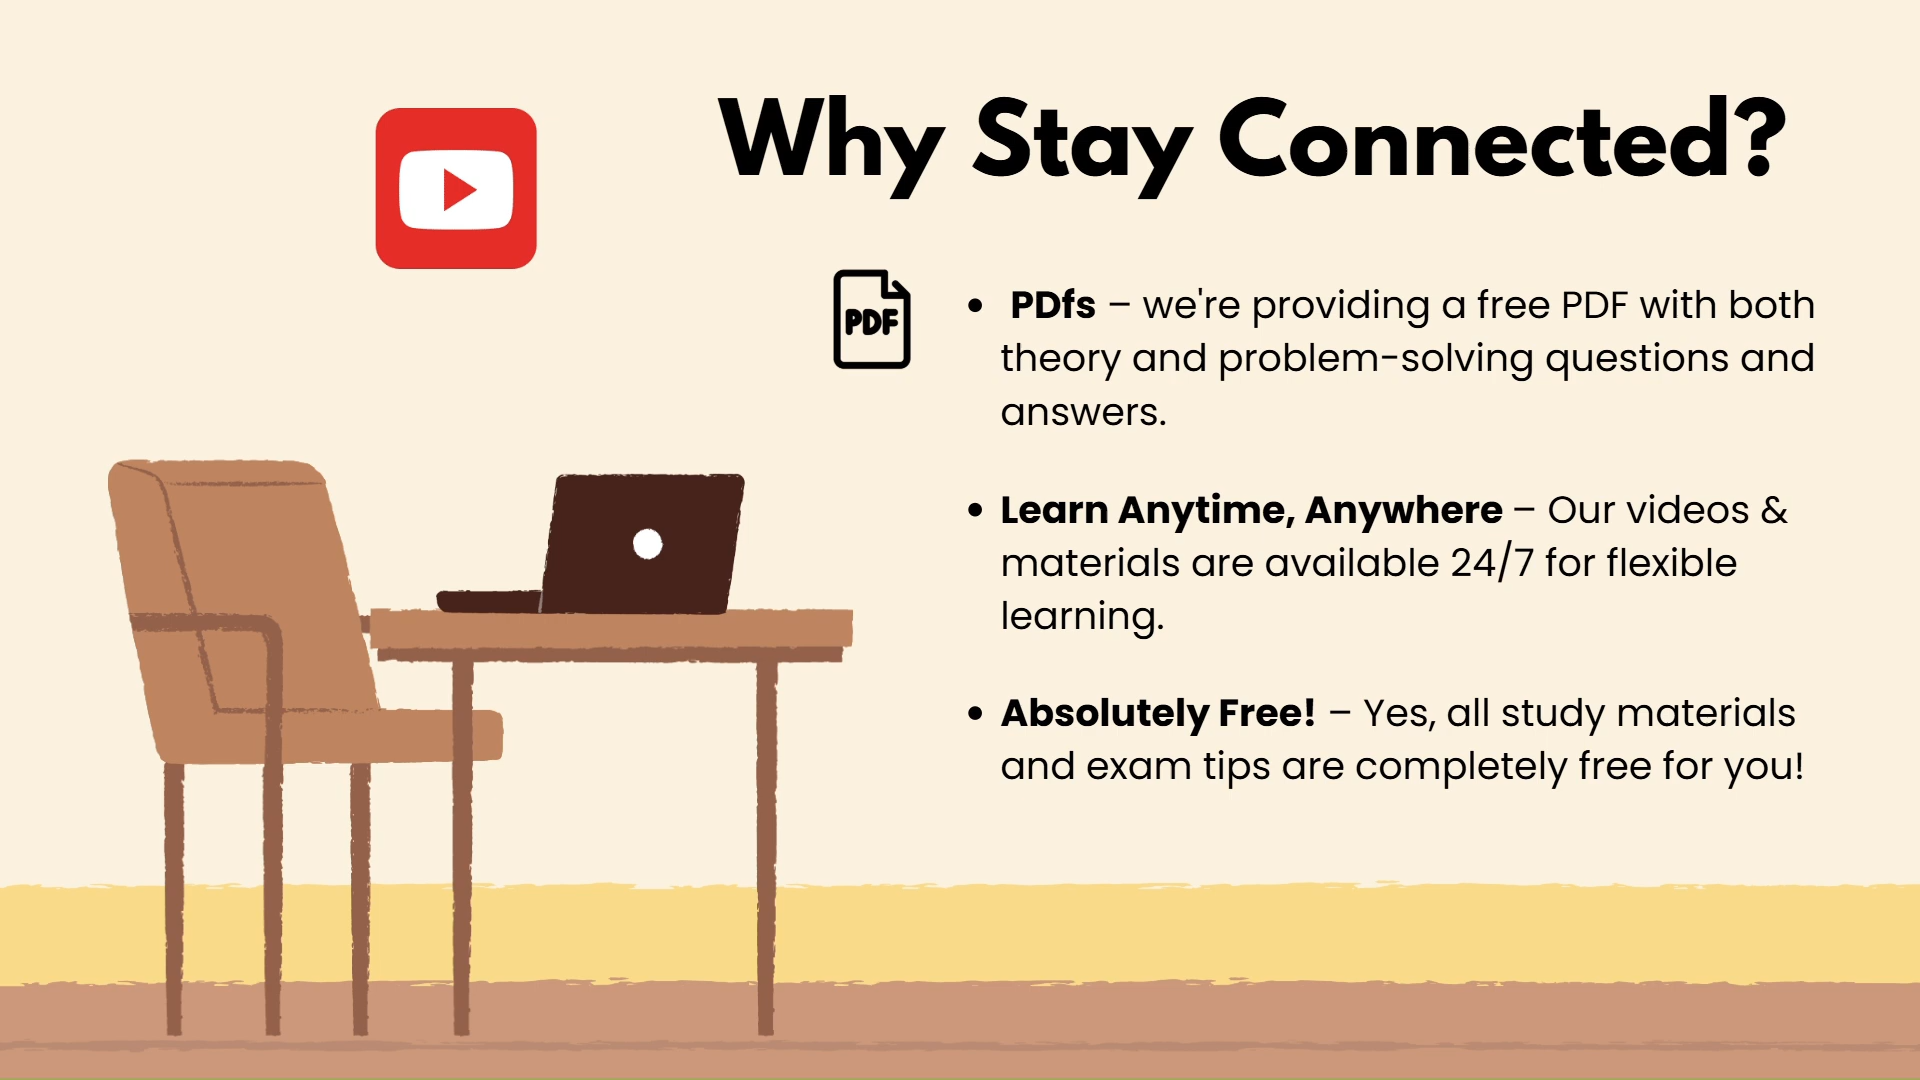 Why Stay Connected?
PDF
• PDfs – we're providing a free PDF with both
theory and problem-solving questions and
answers.
• Learn Anytime, Anywhere – Our videos &
materials are available 24/7 for flexible
learning.
• Absolutely Free! – Yes, all study materials
and exam tips are completely free for you!